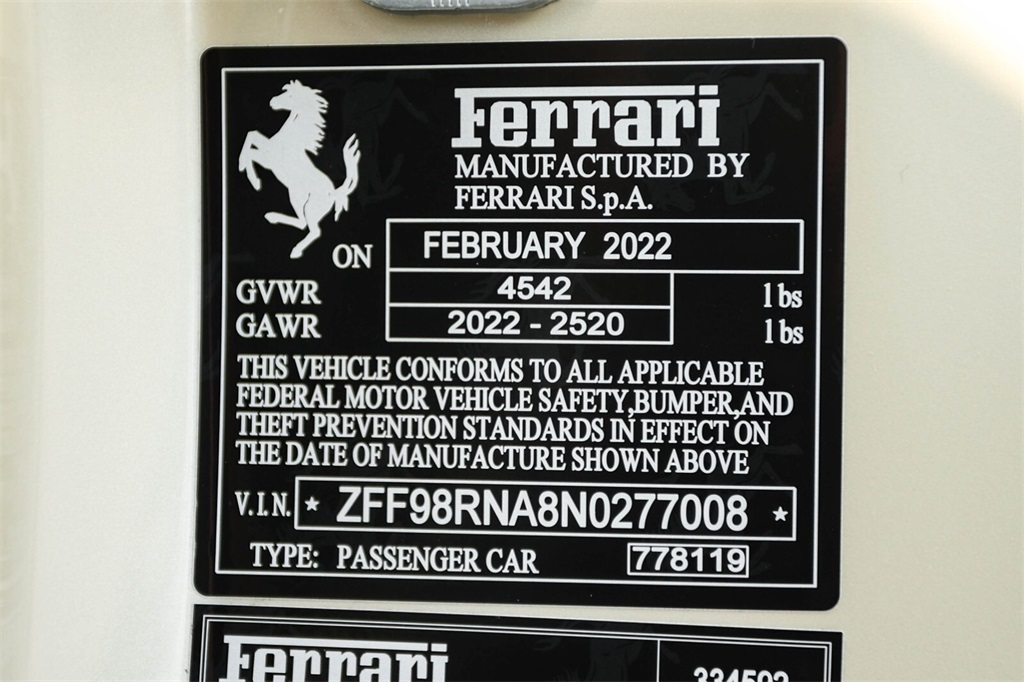 Ferrari
MANUFACTURED BY
FERRARI S.p.A.
ON FEBRUARY 2022
GVWR 4542 lbs
GAWR 2022 - 2520 lbs
THIS VEHICLE CONFORMS TO ALL APPLICABLE
FEDERAL MOTOR VEHICLE SAFETY,BUMPER,AND
THEFT PREVENTION STANDARDS IN EFFECT ON
THE DATE OF MANUFACTURE SHOWN ABOVE
V.I.N. * ZFF98RNA8N0277008 *
TYPE: PASSENGER CAR 778119
Ferrari 334592